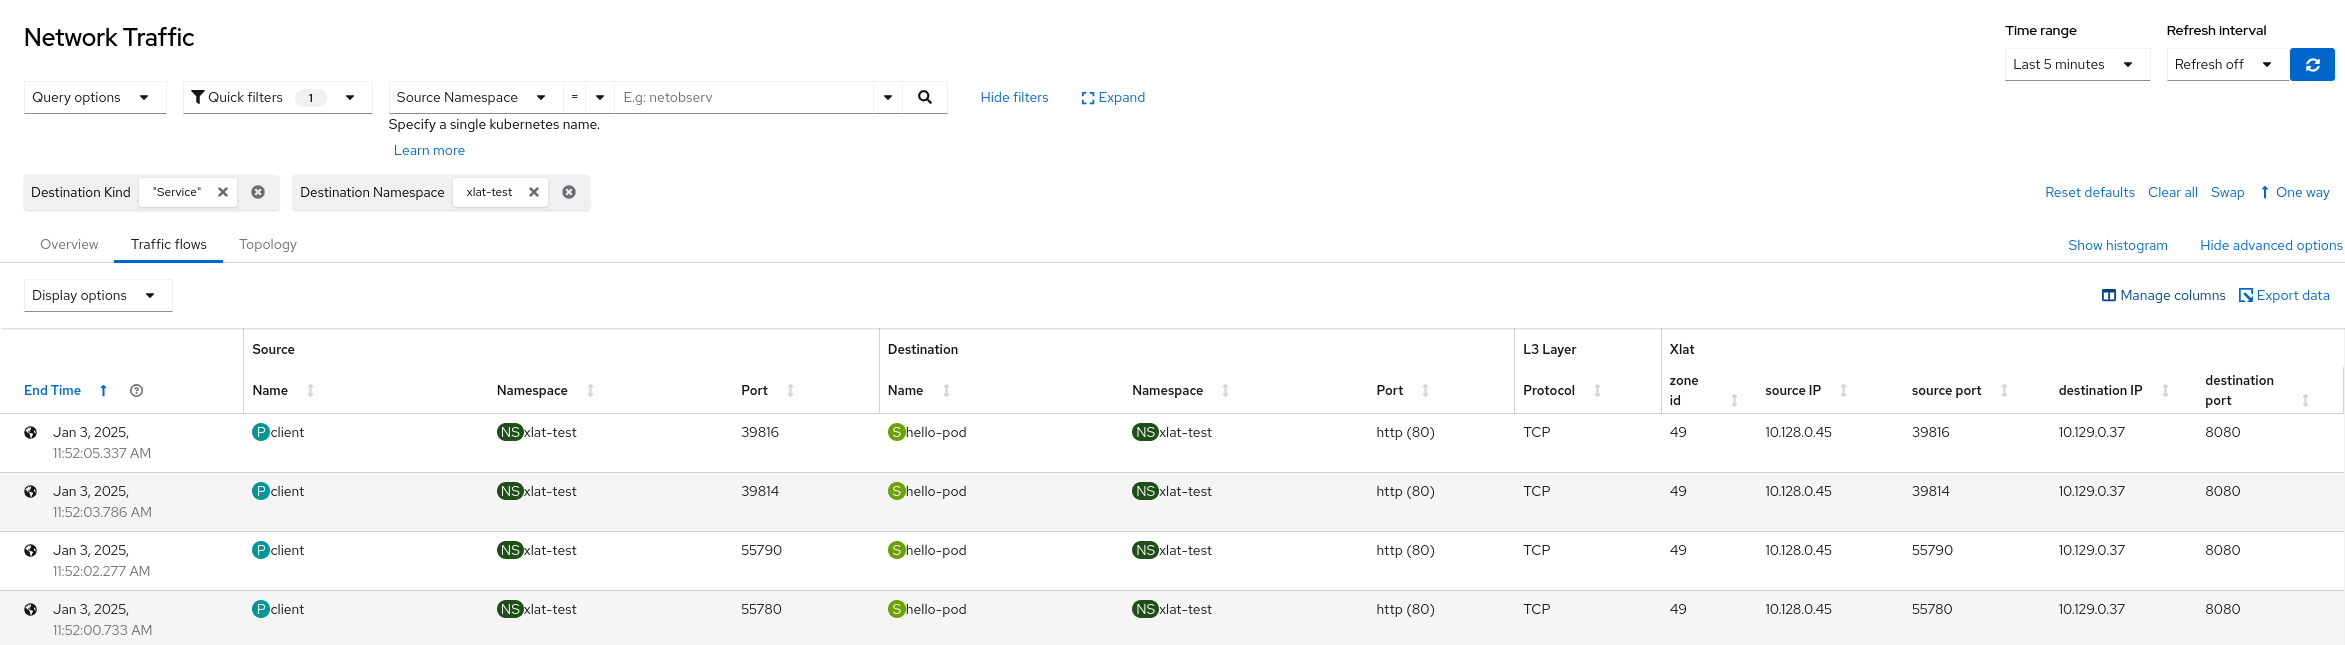 Network Traffic
Time range
Refresh interval
Last 5 minutes
Refresh off
Query options
Quick filters 1
Source Namespace
=
E.g: netobserv
Hide filters
Expand
Specify a single kubernetes name.
Learn more
Destination Kind "Service"
Destination Namespace xlat-test
Reset defaults Clear all Swap One way
Overview Traffic flows Topology
Show histogram Hide advanced options
Display options
Manage columns Export data
Source Destination L3 Layer Xlat
End Time Name Namespace Port Name Namespace Port Protocol zone id source IP source port destination IP destination port
Jan 3, 2025, P client NS xlat-test 39816 S hello-pod NS xlat-test http (80) TCP 49 10.128.0.45 39816 10.129.0.37 8080
11:52:05.337 AM
Jan 3, 2025, P client NS xlat-test 39814 S hello-pod NS xlat-test http (80) TCP 49 10.128.0.45 39814 10.129.0.37 8080
11:52:03.786 AM
Jan 3, 2025, P client NS xlat-test 55790 S hello-pod NS xlat-test http (80) TCP 49 10.128.0.45 55790 10.129.0.37 8080
11:52:02.277 AM
Jan 3, 2025, P client NS xlat-test 55780 S hello-pod NS xlat-test http (80) TCP 49 10.128.0.45 55780 10.129.0.37 8080
11:52:00.733 AM